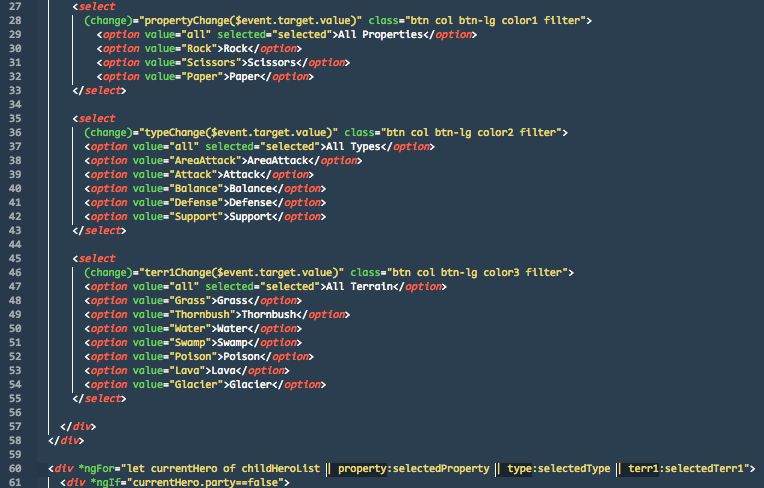 27 <select
28 (change)="propertyChange($event.target.value)" class="btn col btn-lg color1 filter">
29 <option value="all" selected="selected">All Properties</option>
30 <option value="Rock">Rock</option>
31 <option value="Scissors">Scissors</option>
32 <option value="Paper">Paper</option>
33 </select>
34
35 <select
36 (change)="typeChange($event.target.value)" class="btn col btn-lg color2 filter">
37 <option value="all" selected="selected">All Types</option>
38 <option value="AreaAttack">AreaAttack</option>
39 <option value="Attack">Attack</option>
40 <option value="Balance">Balance</option>
41 <option value="Defense">Defense</option>
42 <option value="Support">Support</option>
43 </select>
44
45 <select
46 (change)="terr1Change($event.target.value)" class="btn col btn-lg color3 filter">
47 <option value="all" selected="selected">All Terrain</option>
48 <option value="Grass">Grass</option>
49 <option value="Thornbush">Thornbush</option>
50 <option value="Water">Water</option>
51 <option value="Swamp">Swamp</option>
52 <option value="Poison">Poison</option>
53 <option value="Lava">Lava</option>
54 <option value="Glacier">Glacier</option>
55 </select>
56
57 </div>
58 </div>
59
60 <div *ngFor="let currentHero of childHeroList | property:selectedProperty | type:selectedType | terr1:selectedTerr1">
61 <div *ngIf="currentHero.party==false">